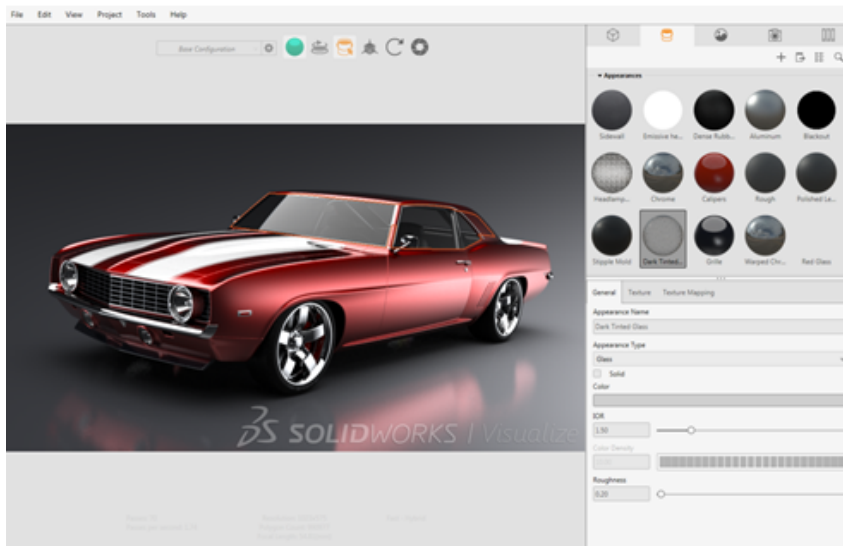 File Edit View Project Tools Help
Base Configuration
Appearances
Sidewall Emissive he... Dense Rubb... Aluminum Blackout
Headlamp... Chrome Calipers Rough Polished Le...
Stipple Mold Dark Tinted... Grille Warped Chr... Red Glass
General Texture Texture Mapping
Appearance Name
Dark Tinted Glass
Appearance Type
Glass
Solid
Color
IOR
1.50
Color Density
Roughness
0.20
SOLIDWORKS | Visualize